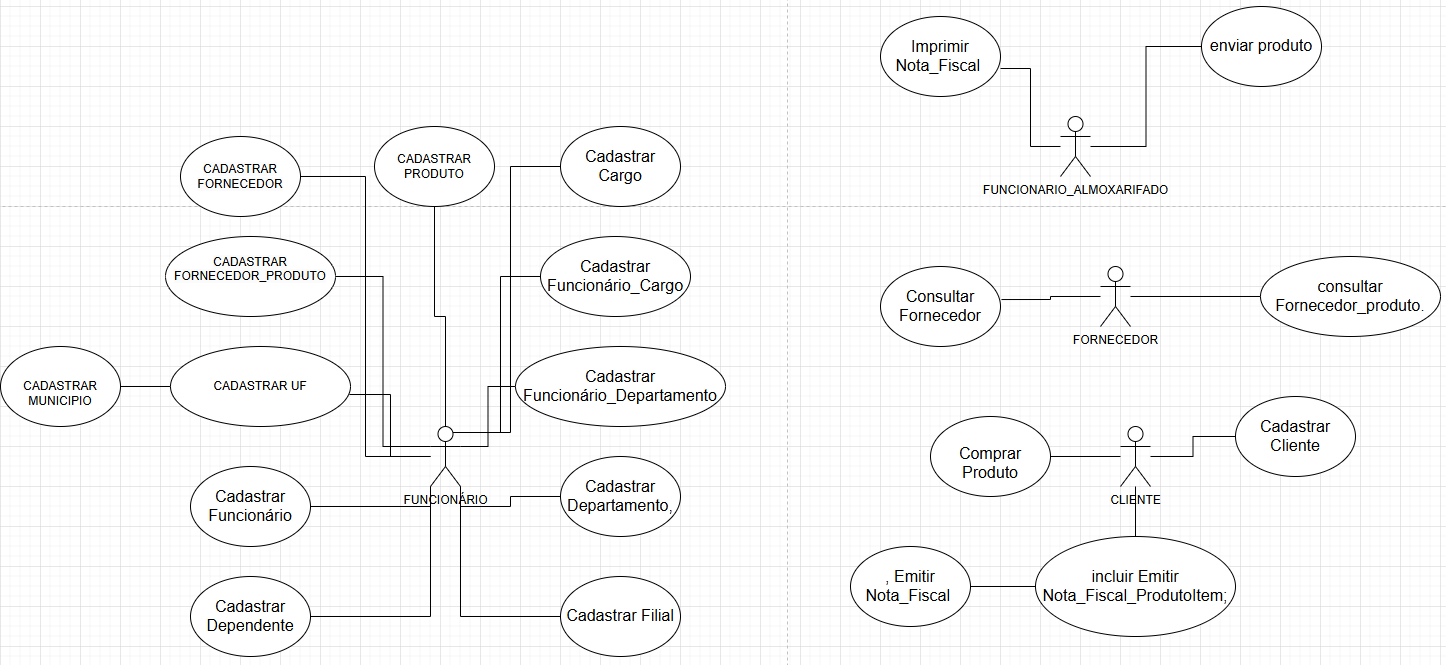 Imprimir
Nota_Fiscal
enviar produto
FUNCIONARIO_ALMOXARIFADO
CADASTRAR
FORNECEDOR
CADASTRAR
PRODUTO
Cadastrar
Cargo
CADASTRAR
FORNECEDOR_PRODUTO
Cadastrar
Funcionário_Cargo
CADASTRAR
MUNICIPIO
CADASTRAR UF
Cadastrar
Funcionário_Departamento
FUNCIONÁRIO
Cadastrar
Funcionário
Cadastrar
Departamento,
Cadastrar
Dependente
Cadastrar Filial
Consultar
Fornecedor
FORNECEDOR
consultar
Fornecedor_produto.
Comprar
Produto
CLIENTE
Cadastrar
Cliente
, Emitir
Nota_Fiscal
incluir Emitir
Nota_Fiscal_ProdutoItem;